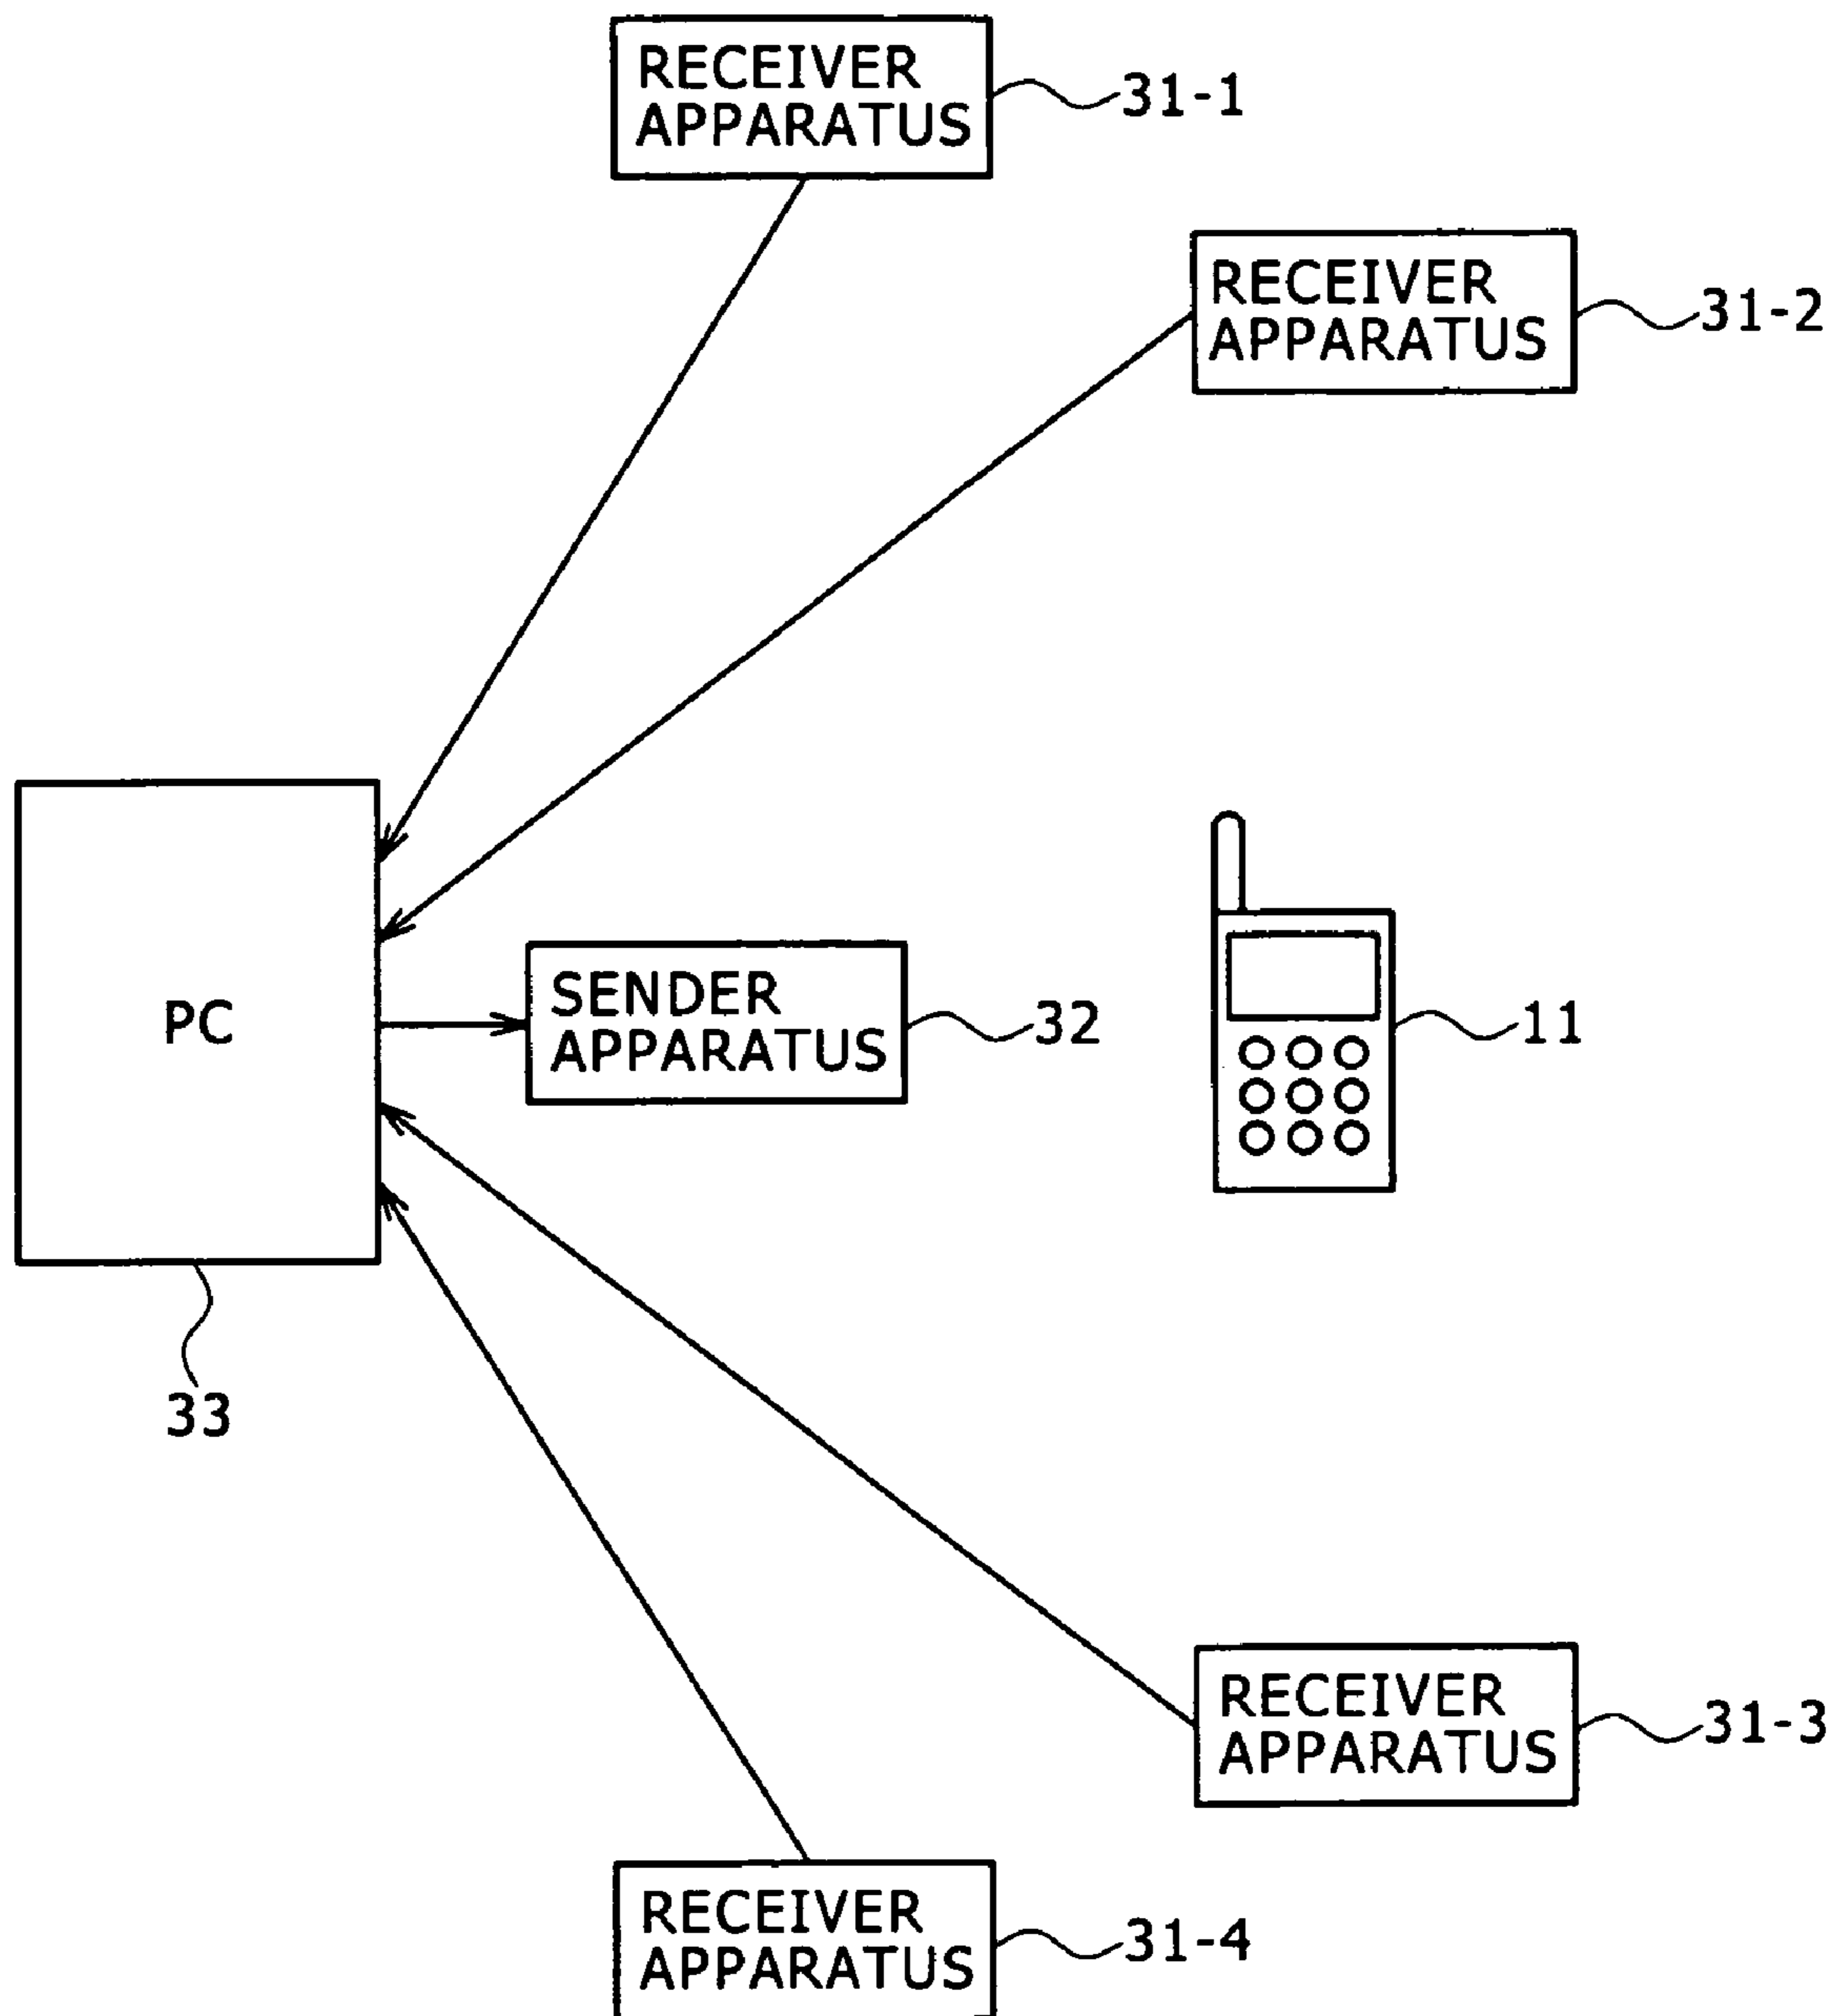 RECEIVER
APPARATUS
31-1
RECEIVER
APPARATUS
31-2
PC
33
SENDER
APPARATUS
32
11
RECEIVER
APPARATUS
31-3
RECEIVER
APPARATUS
31-4